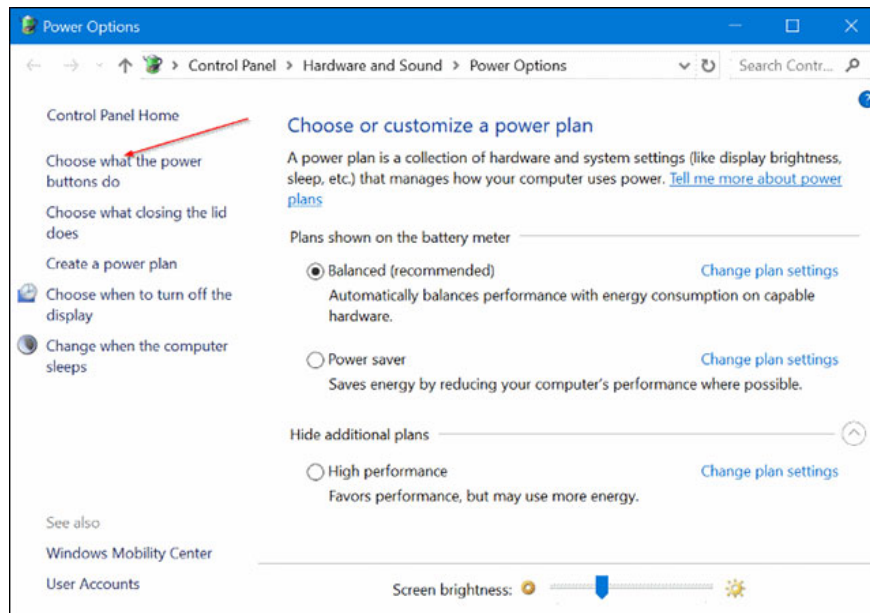 Power Options
Control Panel > Hardware and Sound > Power Options
Search Contr...
?
Control Panel Home
Choose what the power
buttons do
Choose what closing the lid
does
Create a power plan
Choose when to turn off the
display
Change when the computer
sleeps
See also
Windows Mobility Center
User Accounts
Choose or customize a power plan
A power plan is a collection of hardware and system settings (like display brightness,
sleep, etc.) that manages how your computer uses power. Tell me more about power
plans
Plans shown on the battery meter
Balanced (recommended) Change plan settings
Automatically balances performance with energy consumption on capable
hardware.
Power saver Change plan settings
Saves energy by reducing your computer's performance where possible.
Hide additional plans
High performance Change plan settings
Favors performance, but may use more energy.
Screen brightness: